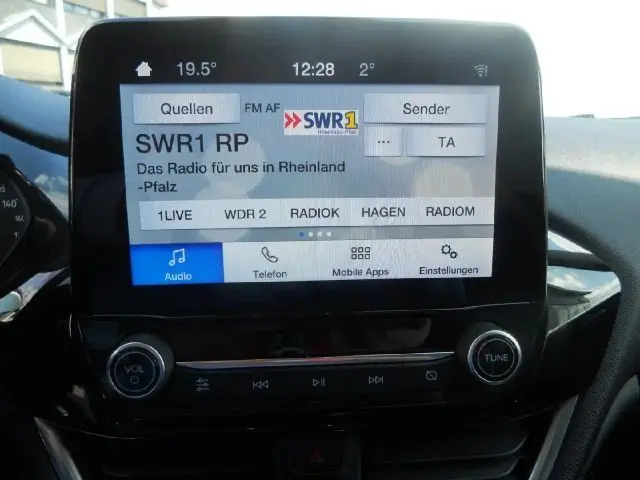 19.5° 12:28 2°
Quellen FM AF SWR1 Sender
Rheinland-Pfalz
SWR1 RP ... TA
Das Radio für uns in Rheinland
-Pfalz
1LIVE WDR 2 RADIOK HAGEN RADIOM
Audio Telefon Mobile Apps Einstellungen
VOL TUNE
140